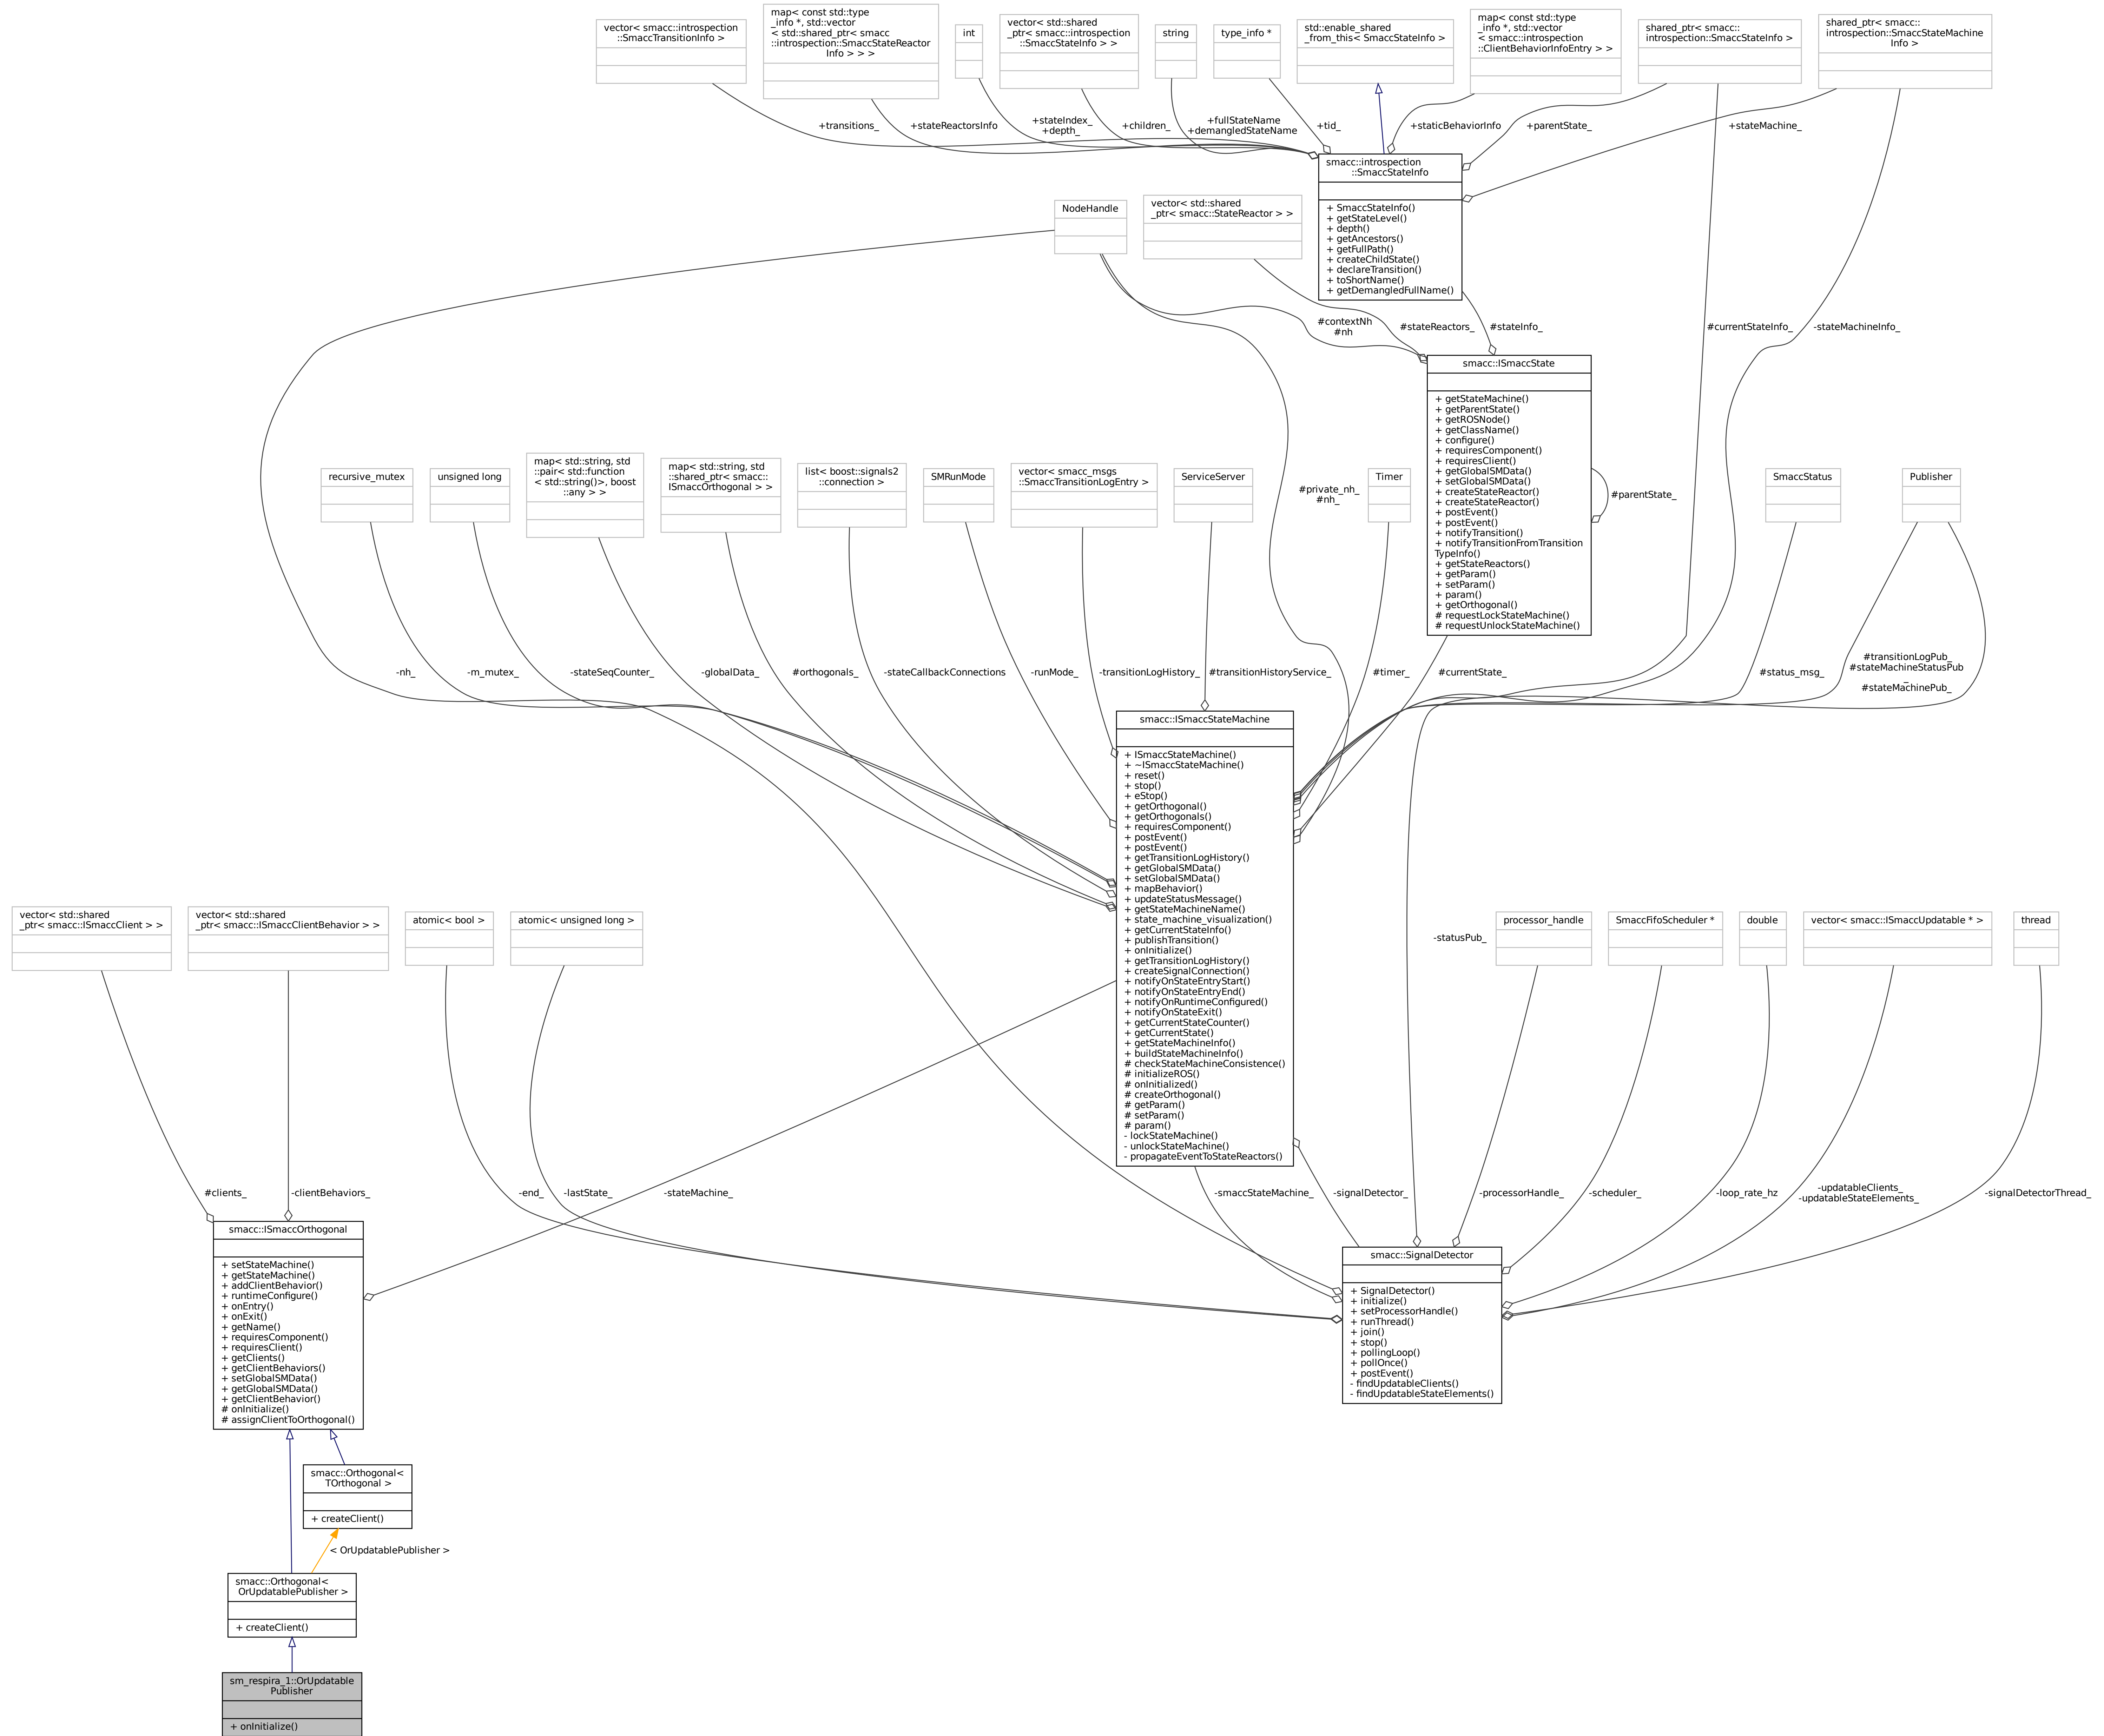 vector< smacc::introspection
::SmaccTransitionInfo >
map< const std::type
_info *, std::vector
< std::shared_ptr< smacc
::introspection::SmaccStateReactor
Info > > >
int
vector< std::shared
_ptr< smacc::introspection
::SmaccStateInfo > >
string
type_info *
std::enable_shared
_from_this< SmaccStateInfo >
map< const std::type
_info *, std::vector
< smacc::introspection
::ClientBehaviorInfoEntry > >
shared_ptr< smacc::
introspection::SmaccStateInfo >
shared_ptr< smacc::
introspection::SmaccStateMachine
Info >
+transitions_
+stateReactorsInfo
+stateIndex_
+depth_
+children_
+fullStateName
+demangledStateName
+tid_
+staticBehaviorInfo
+parentState_
+stateMachine_
smacc::introspection
::SmaccStateInfo
+ SmaccStateInfo()
+ getStateLevel()
+ depth()
+ getAncestors()
+ getFullPath()
+ createChildState()
+ declareTransition()
+ toShortName()
+ getDemangledFullName()
NodeHandle
vector< std::shared
_ptr< smacc::StateReactor > >
#contextNh
#nh
#stateReactors_
#stateInfo_
#currentStateInfo_
-stateMachineInfo_
smacc::ISmaccState
+ getStateMachine()
+ getParentState()
+ getROSNode()
+ getClassName()
+ configure()
+ requiresComponent()
+ requiresClient()
+ getGlobalSMData()
+ setGlobalSMData()
+ createStateReactor()
+ createStateReactor()
+ postEvent()
+ postEvent()
+ notifyTransition()
+ notifyTransitionFromTransition
TypeInfo()
+ getStateReactors()
+ getParam()
+ setParam()
+ param()
+ getOrthogonal()
# requestLockStateMachine()
# requestUnlockStateMachine()
#parentState_
recursive_mutex
unsigned long
map< std::string, std
::pair< std::function
< std::string()>, boost
::any > >
map< std::string, std
::shared_ptr< smacc::
ISmaccOrthogonal > >
list< boost::signals2
::connection >
SMRunMode
vector< smacc_msgs
::SmaccTransitionLogEntry >
ServiceServer
#private_nh_
#nh_
Timer
SmaccStatus
Publisher
-nh_
-m_mutex_
-stateSeqCounter_
-globalData_
#orthogonals_
-stateCallbackConnections
-runMode_
-transitionLogHistory_
#transitionHistoryService_
#timer_
#currentState_
#status_msg_
#transitionLogPub_
#stateMachineStatusPub
_
#stateMachinePub_
smacc::ISmaccStateMachine
+ ISmaccStateMachine()
+ ~ISmaccStateMachine()
+ reset()
+ stop()
+ eStop()
+ getOrthogonal()
+ getOrthogonals()
+ requiresComponent()
+ postEvent()
+ postEvent()
+ getTransitionLogHistory()
+ getGlobalSMData()
+ setGlobalSMData()
+ mapBehavior()
+ updateStatusMessage()
+ getStateMachineName()
+ state_machine_visualization()
+ getCurrentStateInfo()
+ publishTransition()
+ onInitialize()
+ getTransitionLogHistory()
+ createSignalConnection()
+ notifyOnStateEntryStart()
+ notifyOnStateEntryEnd()
+ notifyOnRuntimeConfigured()
+ notifyOnStateExit()
+ getCurrentStateCounter()
+ getCurrentState()
+ getStateMachineInfo()
+ buildStateMachineInfo()
# checkStateMachineConsistence()
# initializeROS()
# onInitialized()
# createOrthogonal()
# getParam()
# setParam()
# param()
- lockStateMachine()
- unlockStateMachine()
- propagateEventToStateReactors()
vector< std::shared
_ptr< smacc::ISmaccClient > >
vector< std::shared
_ptr< smacc::ISmaccClientBehavior > >
atomic< bool >
atomic< unsigned long >
-statusPub_
processor_handle
SmaccFifoScheduler *
double
vector< smacc::ISmaccUpdatable * >
thread
#clients_
-clientBehaviors_
-end_
-lastState_
-stateMachine_
-smaccStateMachine_
-signalDetector_
-processorHandle_
-scheduler_
-loop_rate_hz
-updatableClients_
-updatableStateElements_
-signalDetectorThread_
smacc::ISmaccOrthogonal
+ setStateMachine()
+ getStateMachine()
+ addClientBehavior()
+ runtimeConfigure()
+ onEntry()
+ onExit()
+ getName()
+ requiresComponent()
+ requiresClient()
+ getClients()
+ getClientBehaviors()
+ setGlobalSMData()
+ getGlobalSMData()
+ getClientBehavior()
# onInitialize()
# assignClientToOrthogonal()
smacc::SignalDetector
+ SignalDetector()
+ initialize()
+ setProcessorHandle()
+ runThread()
+ join()
+ stop()
+ pollingLoop()
+ pollOnce()
+ postEvent()
- findUpdatableClients()
- findUpdatableStateElements()
smacc::Orthogonal<
TOrthogonal >
+ createClient()
< OrUpdatablePublisher >
smacc::Orthogonal<
OrUpdatablePublisher >
+ createClient()
sm_respira_1::OrUpdatable
Publisher
+ onInitialize()